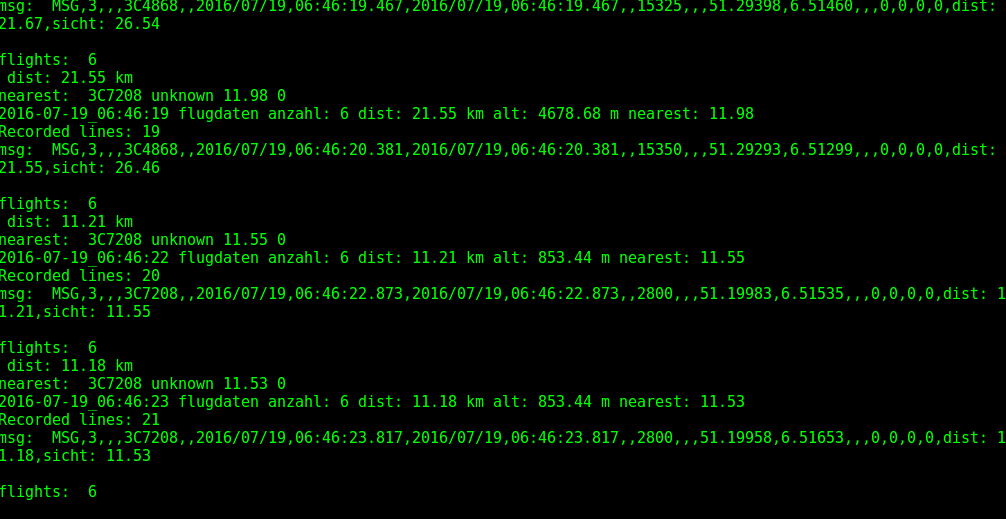 msg:  MSG,3,,,3C4868,,2016/07/19,06:46:19.467,2016/07/19,06:46:19.467,,15325,,,51.29398,6.51460,,,0,0,0,0,dist:
21.67,sicht: 26.54
flights:  6
dist: 21.55 km
nearest:  3C7208 unknown 11.98 0
2016-07-19_06:46:19 flugdaten anzahl: 6 dist: 21.55 km alt: 4678.68 m nearest: 11.98
Recorded lines: 19
msg:  MSG,3,,,3C4868,,2016/07/19,06:46:20.381,2016/07/19,06:46:20.381,,15350,,,51.29293,6.51299,,,0,0,0,0,dist:
21.55,sicht: 26.46
flights:  6
dist: 11.21 km
nearest:  3C7208 unknown 11.55 0
2016-07-19_06:46:22 flugdaten anzahl: 6 dist: 11.21 km alt: 853.44 m nearest: 11.55
Recorded lines: 20
msg:  MSG,3,,,3C7208,,2016/07/19,06:46:22.873,2016/07/19,06:46:22.873,,2800,,,51.19983,6.51535,,,0,0,0,0,dist: 1
1.21,sicht: 11.55
flights:  6
dist: 11.18 km
nearest:  3C7208 unknown 11.53 0
2016-07-19_06:46:23 flugdaten anzahl: 6 dist: 11.18 km alt: 853.44 m nearest: 11.53
Recorded lines: 21
msg:  MSG,3,,,3C7208,,2016/07/19,06:46:23.817,2016/07/19,06:46:23.817,,2800,,,51.19958,6.51653,,,0,0,0,0,dist: 1
1.18,sicht: 11.53
flights:  6